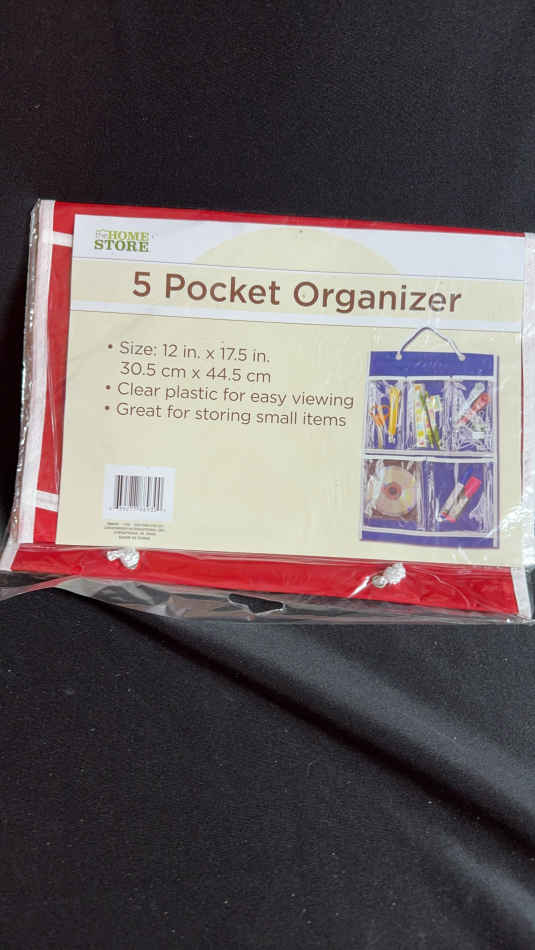 the HOME
STORE
5 Pocket Organizer
• Size: 12 in. x 17.5 in.
30.5 cm x 44.5 cm
• Clear plastic for easy viewing
• Great for storing small items